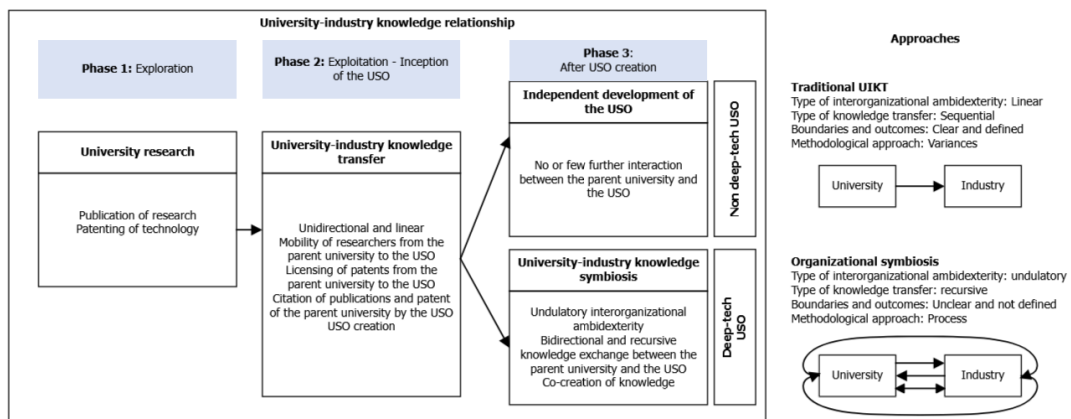 University-industry knowledge relationship
Phase 1: Exploration
Phase 2: Exploitation - Inception
of the USO
Phase 3:
After USO creation
University research
Publication of research
Patenting of technology
University-industry knowledge
transfer
Unidirectional and linear
Mobility of researchers from the
parent university to the USO
Licensing of patents from the
parent university to the USO
Citation of publications and patent
of the parent university by the USO
USO creation
Independent development of
the USO
No or few further interaction
between the parent university and
the USO
Non deep-tech USO
University-industry knowledge
symbiosis
Undulatory interorganizational
ambidexterity
Bidirectional and recursive
knowledge exchange between the
parent university and the USO
Co-creation of knowledge
Deep-tech
USO
Approaches
Traditional UIKT
Type of interorganizational ambidexterity: Linear
Type of knowledge transfer: Sequential
Boundaries and outcomes: Clear and defined
Methodological approach: Variances
University
Industry
Organizational symbiosis
Type of interorganizational ambidexterity: undulatory
Type of knowledge transfer: recursive
Boundaries and outcomes: Unclear and not defined
Methodological approach: Process
University
Industry